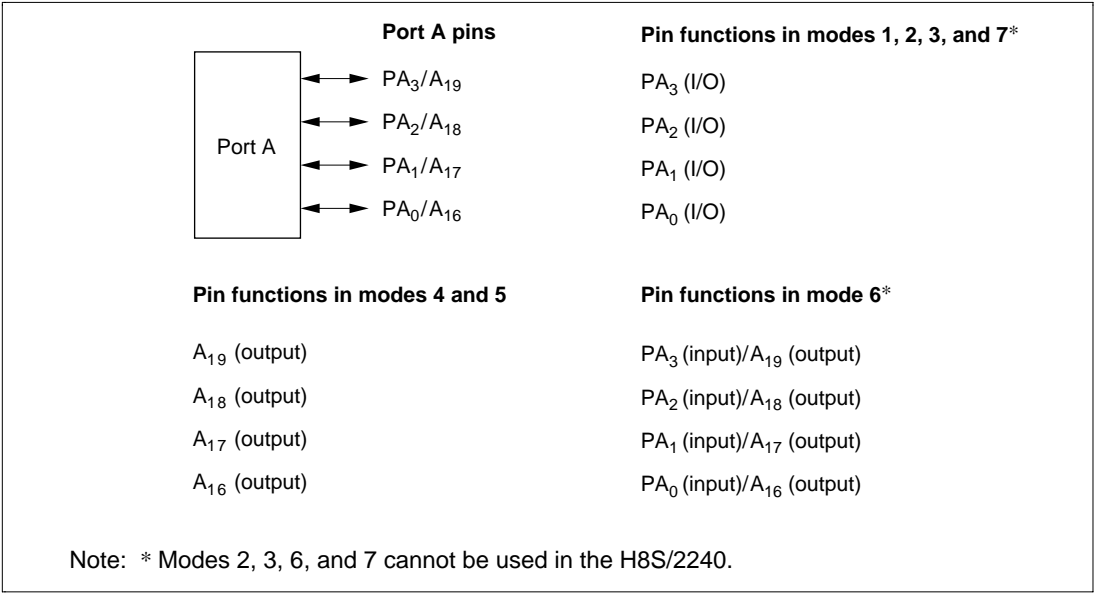 Port A pins
Pin functions in modes 1, 2, 3, and 7*
Port A
PA₃/A₁₉
PA₃ (I/O)
PA₂/A₁₈
PA₂ (I/O)
PA₁/A₁₇
PA₁ (I/O)
PA₀/A₁₆
PA₀ (I/O)
Pin functions in modes 4 and 5
Pin functions in mode 6*
A₁₉ (output)
PA₃ (input)/A₁₉ (output)
A₁₈ (output)
PA₂ (input)/A₁₈ (output)
A₁₇ (output)
PA₁ (input)/A₁₇ (output)
A₁₆ (output)
PA₀ (input)/A₁₆ (output)
Note: * Modes 2, 3, 6, and 7 cannot be used in the H8S/2240.